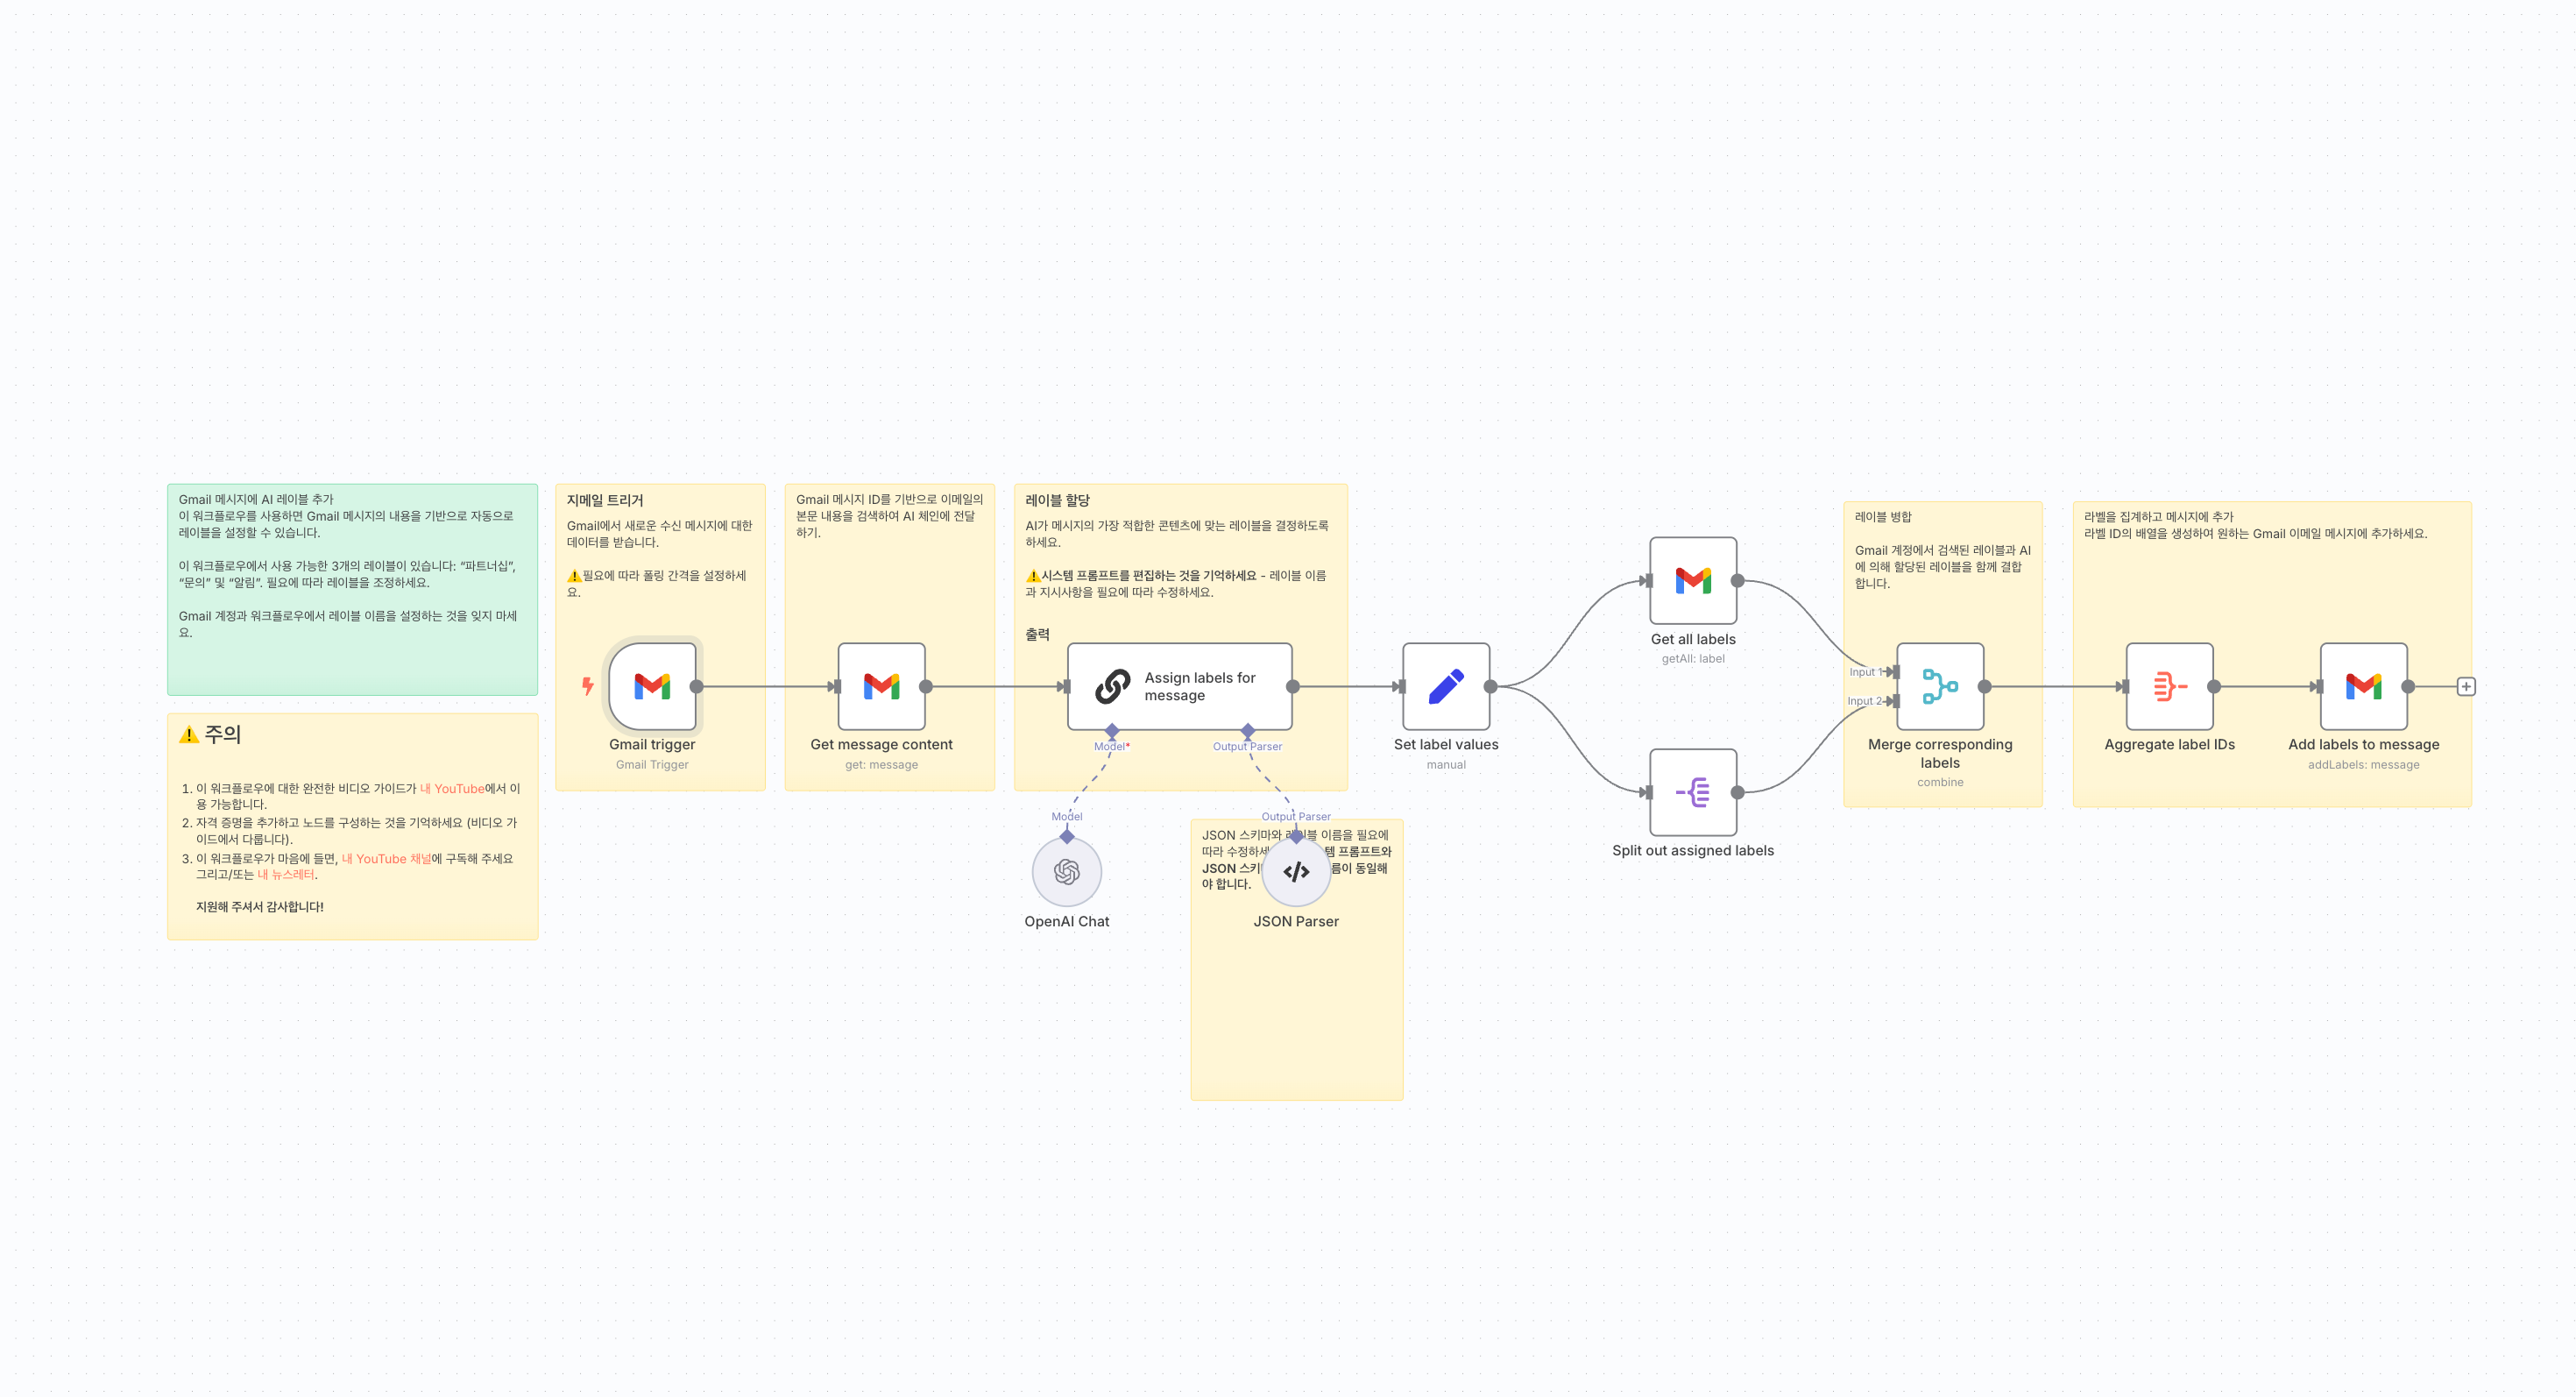 Gmail 메시지에 AI 레이블 추가
이 워크플로우를 사용하면 Gmail 메시지의 내용을 기반으로 자동으로
레이블을 설정할 수 있습니다.
이 워크플로우에서 사용 가능한 3개의 레이블이 있습니다: “파트너십”,
“문의” 및 “알림”. 필요에 따라 레이블을 조정하세요.
Gmail 계정과 워크플로우에서 레이블 이름을 설정하는 것을 잊지 마세
요.
⚠️ 주의
1. 이 워크플로우에 대한 완전한 비디오 가이드가 내 YouTube에서 이
용 가능합니다.
2. 자격 증명을 추가하고 노드를 구성하는 것을 기억하세요 (비디오 가
이드에서 다룹니다).
3. 이 워크플로우가 마음에 들면, 내 YouTube 채널에 구독해 주세요
그리고/또는 내 뉴스레터.
지원해 주셔서 감사합니다!
지메일 트리거
Gmail에서 새로운 수신 메시지에 대한
데이터를 받습니다.
⚠️필요에 따라 폴링 간격을 설정하세
요.
Gmail trigger
Gmail Trigger
Gmail 메시지 ID를 기반으로 이메일의
본문 내용을 검색하여 AI 체인에 전달
하기.
Get message content
get: message
레이블 할당
AI가 메시지의 가장 적합한 콘텐츠에 맞는 레이블을 결정하도록
하세요.
⚠️시스템 프롬프트를 편집하는 것을 기억하세요 - 레이블 이름
과 지시사항을 필요에 따라 수정하세요.
출력
Assign labels for
message
Model*
Output Parser
Model
OpenAI Chat
Output Parser
JSON 스키마와 레이블 이름을 필요에
따라 수정하세
템 프롬프트와
JSON 스키
름이 동일해
야 합니다.
JSON Parser
Set label values
manual
Get all labels
getAll: label
Split out assigned labels
레이블 병합
Gmail 계정에서 검색된 레이블과 AI
에 의해 할당된 레이블을 함께 결합
합니다.
Input 1
Input 2
Merge corresponding
labels
combine
라벨을 집계하고 메시지에 추가
라벨 ID의 배열을 생성하여 원하는 Gmail 이메일 메시지에 추가하세요.
Aggregate label IDs
Add labels to message
addLabels: message